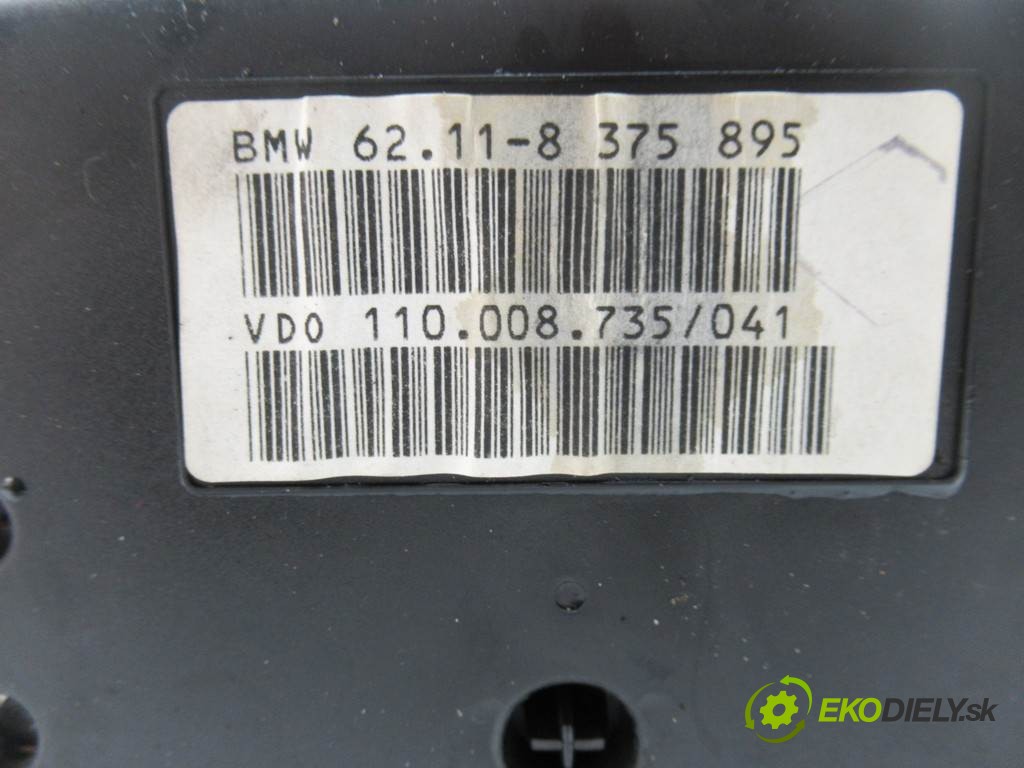 BMW 62.11-8 375 895
VDO 110.008.735/041
EKODIELY.sk